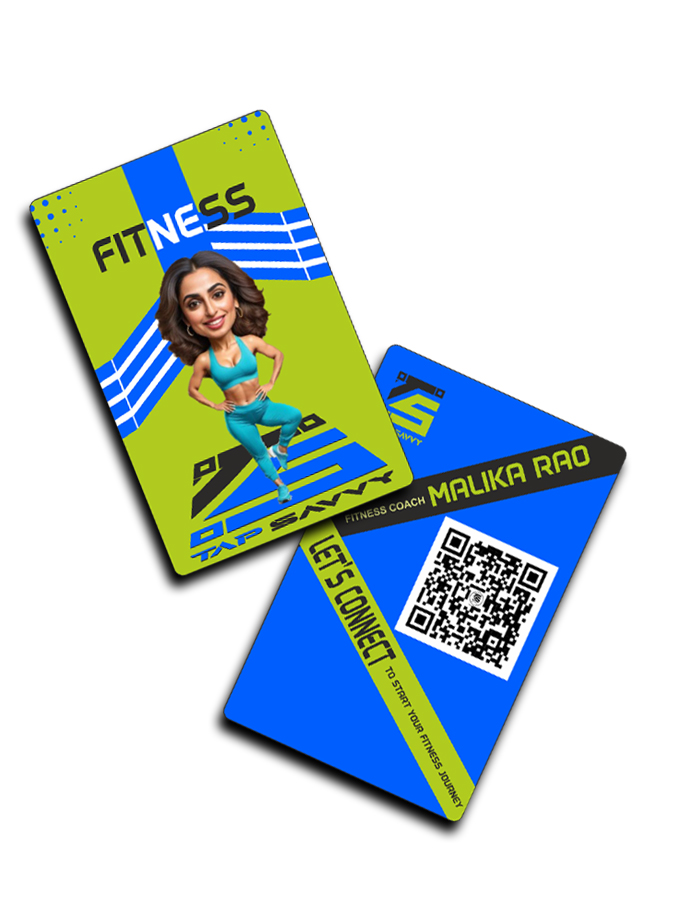 FITNESS
TAP SAVVY
SAVVY
FITNESS COACH MALIKA RAO
LET'S CONNECT TO START YOUR FITNESS JOURNEY